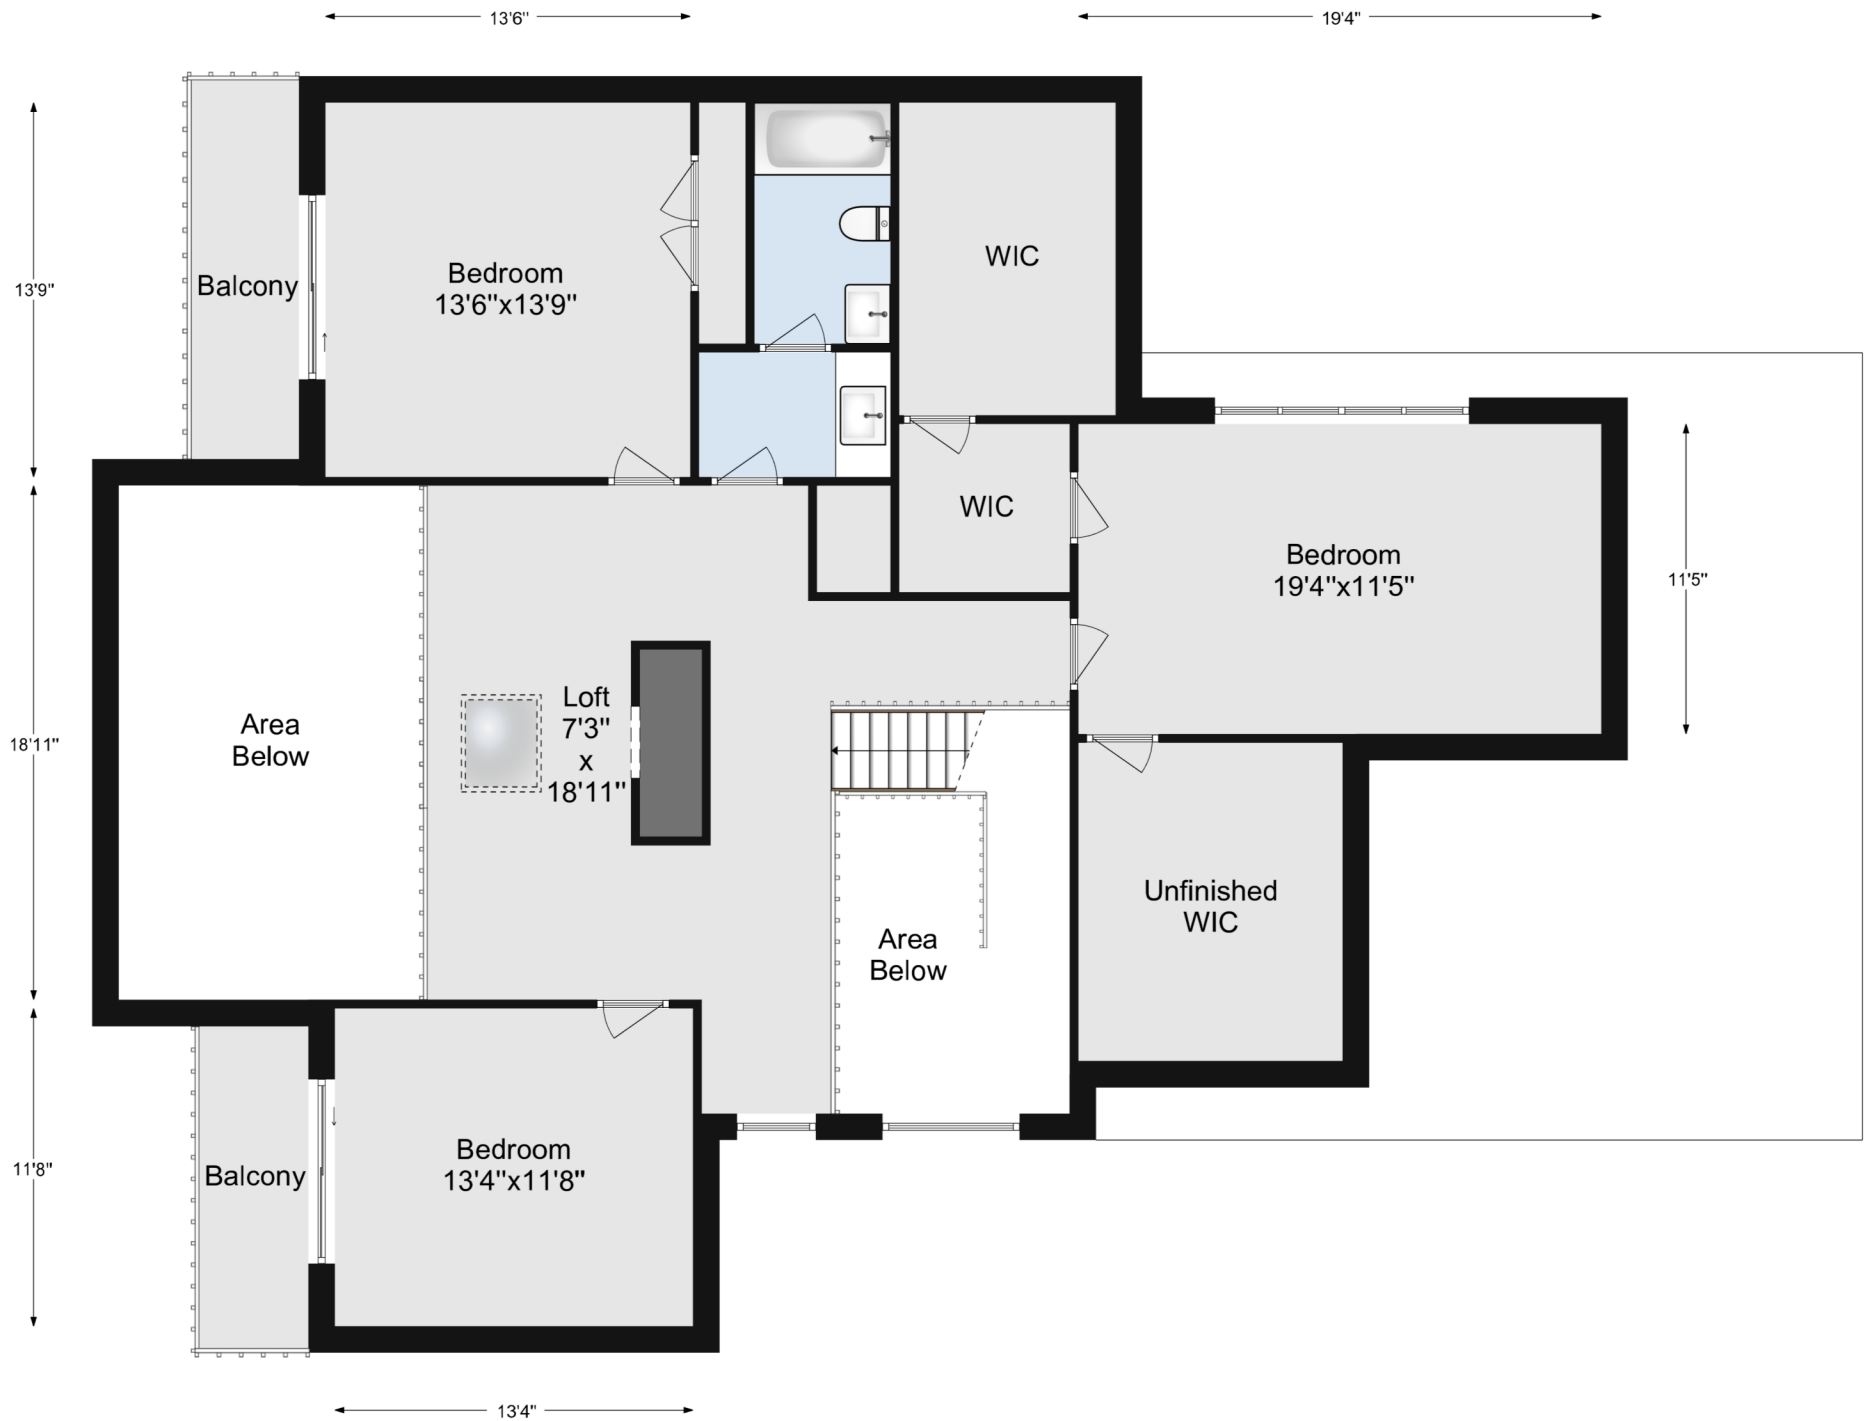 13'6"
19'4"
13'9"
Balcony
Bedroom
13'6"x13'9"
WIC
WIC
Bedroom
19'4"x11'5"
11'5"
18'11"
Area
Below
Loft
7'3"
x
18'11"
Area
Below
Unfinished
WIC
11'8"
Balcony
Bedroom
13'4"x11'8"
13'4"